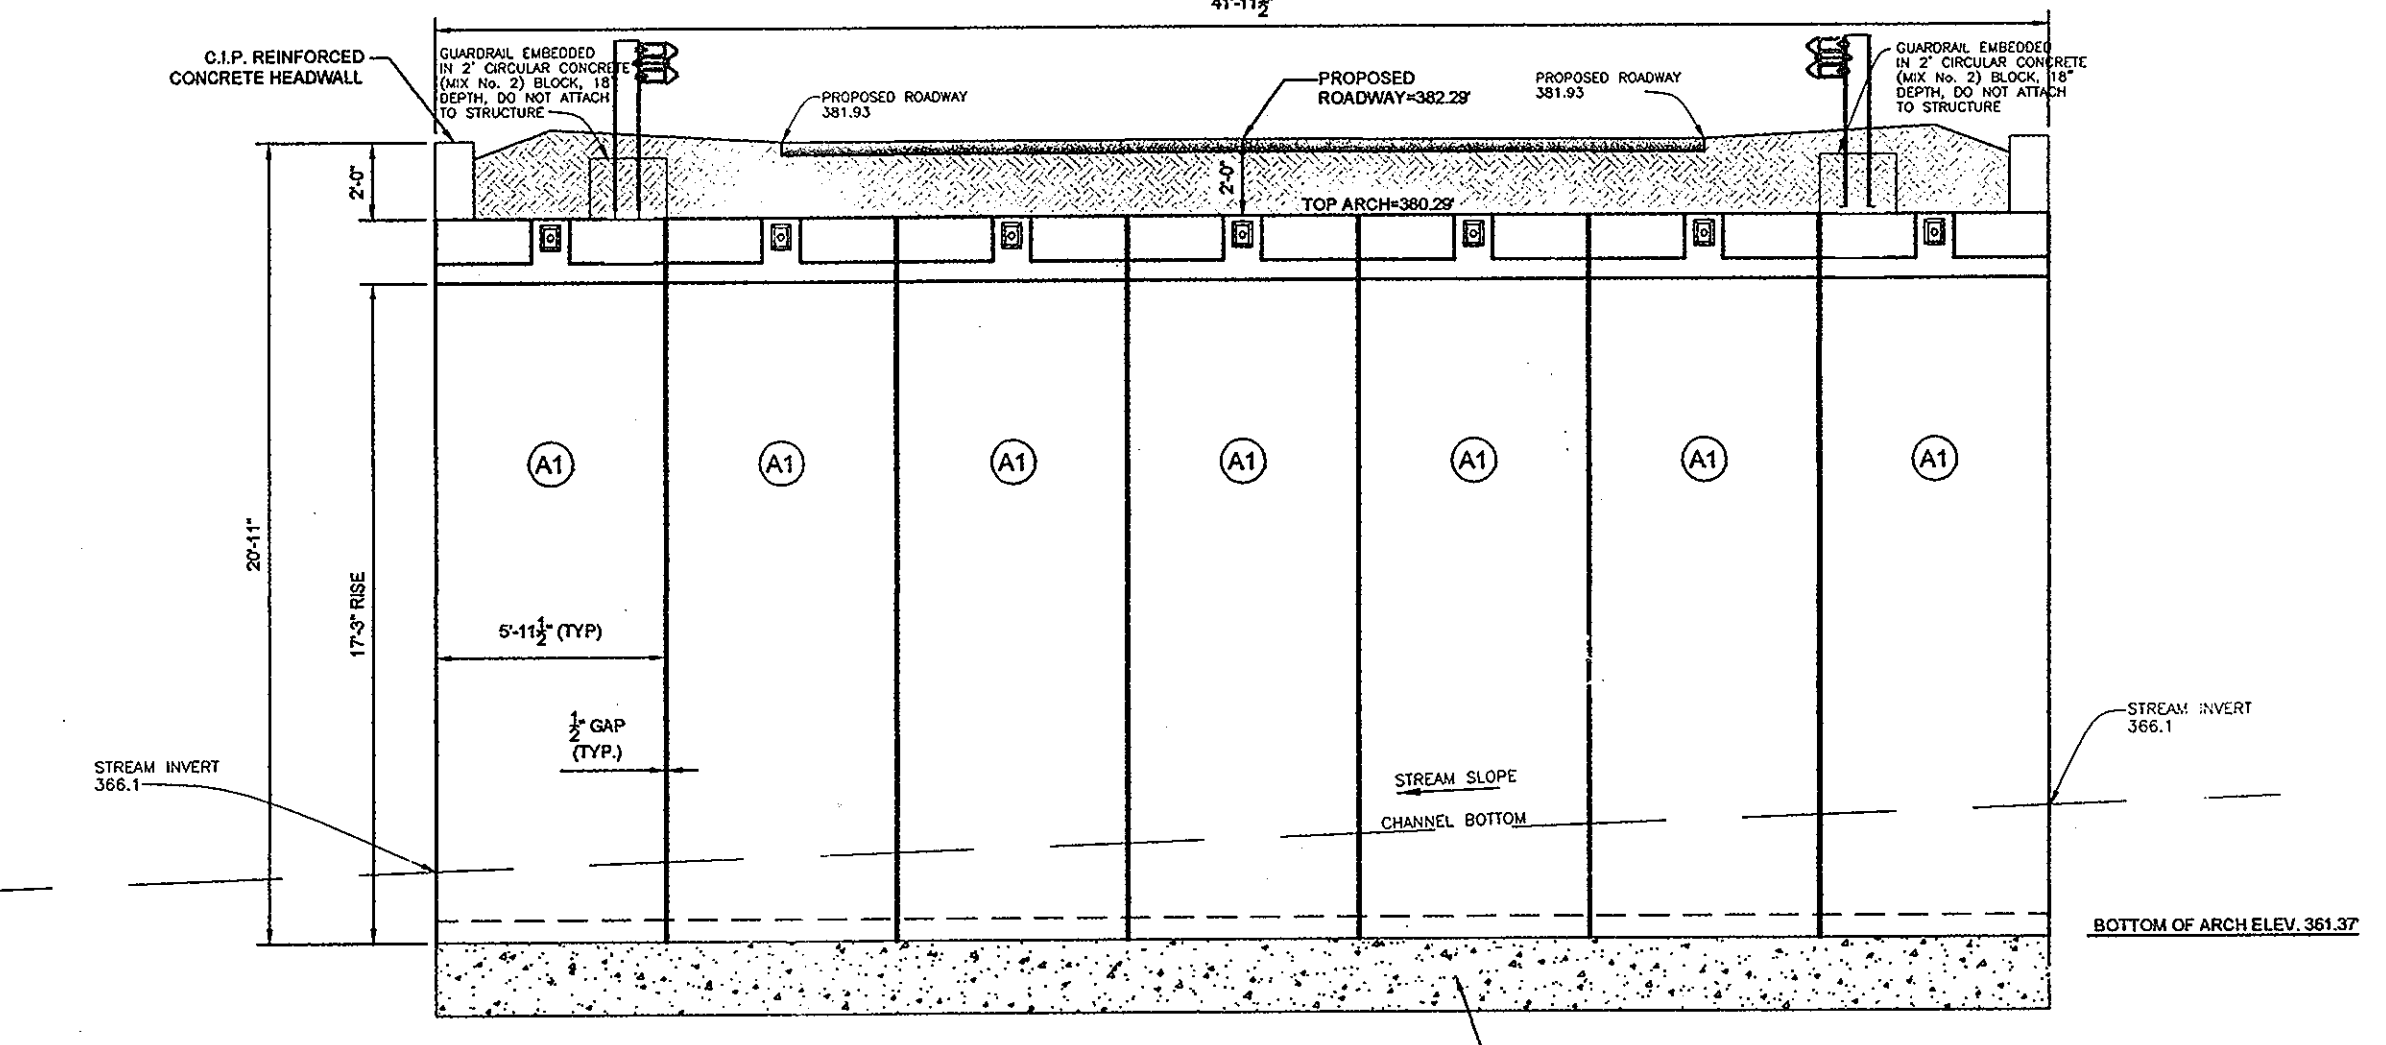 41'-11½"
C.I.P. REINFORCED
CONCRETE HEADWALL
GUARDRAIL EMBEDDED
IN 2' CIRCULAR CONCRETE
(MIX No. 2) BLOCK, 18"
DEPTH, DO NOT ATTACH
TO STRUCTURE
PROPOSED ROADWAY
381.93
PROPOSED
ROADWAY=382.29'
PROPOSED ROADWAY
381.93
GUARDRAIL EMBEDDED
IN 2' CIRCULAR CONCRETE
(MIX No. 2) BLOCK, 18"
DEPTH, DO NOT ATTACH
TO STRUCTURE
2'-0"
2'-0"
TOP ARCH=380.29'
A1
A1
A1
A1
A1
A1
A1
20'-11"
17'-3" RISE
5'-11½" (TYP)
½" GAP
(TYP.)
STREAM INVERT
366.1
STREAM SLOPE
CHANNEL BOTTOM
STREAM INVERT
366.1
BOTTOM OF ARCH ELEV. 361.37'